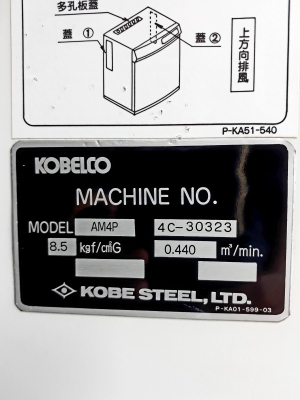 多孔板蓋
蓋 ①
蓋 ②
上方向排風
P-KA51-540
KOBELCO
MACHINE NO.
MODEL AM4P 4C-30323
8.5 kgf/c㎡G 0.440 m³/min.
KOBE STEEL, LTD.
P-KA01-599-03